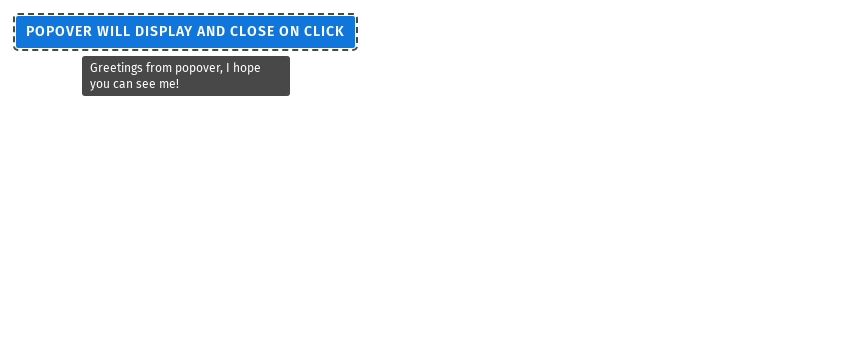 POPOVER WILL DISPLAY AND CLOSE ON CLICK
Greetings from popover, I hope
you can see me!